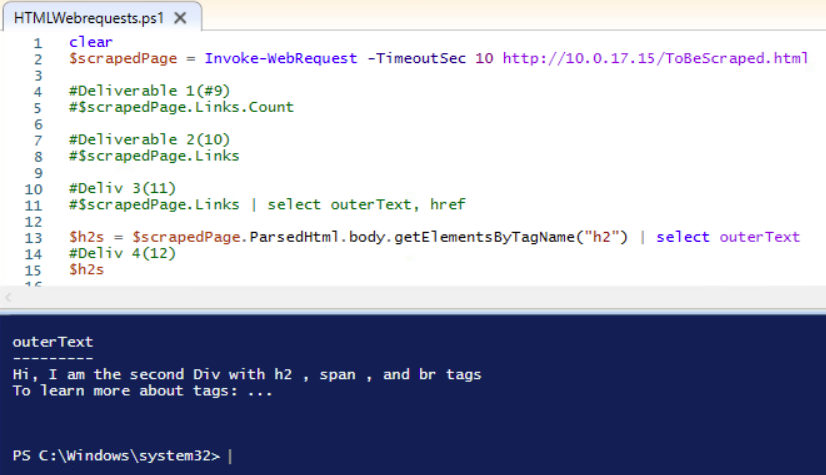 HTMLWebrequests.ps1 X
1 clear
2 $scrapedPage = Invoke-WebRequest -TimeoutSec 10 http://10.0.17.15/ToBeScraped.html
3
4 #Deliverable 1(#9)
5 #$scrapedPage.Links.Count
6
7 #Deliverable 2(10)
8 #$scrapedPage.Links
9
10 #Deliv 3(11)
11 #$scrapedPage.Links | select outerText, href
12
13 $h2s = $scrapedPage.ParsedHtml.body.getElementsByTagName("h2") | select outerText
14 #Deliv 4(12)
15 $h2s
16
outerText
---------
Hi, I am the second Div with h2 , span , and br tags
To learn more about tags: ...
PS C:\Windows\system32>